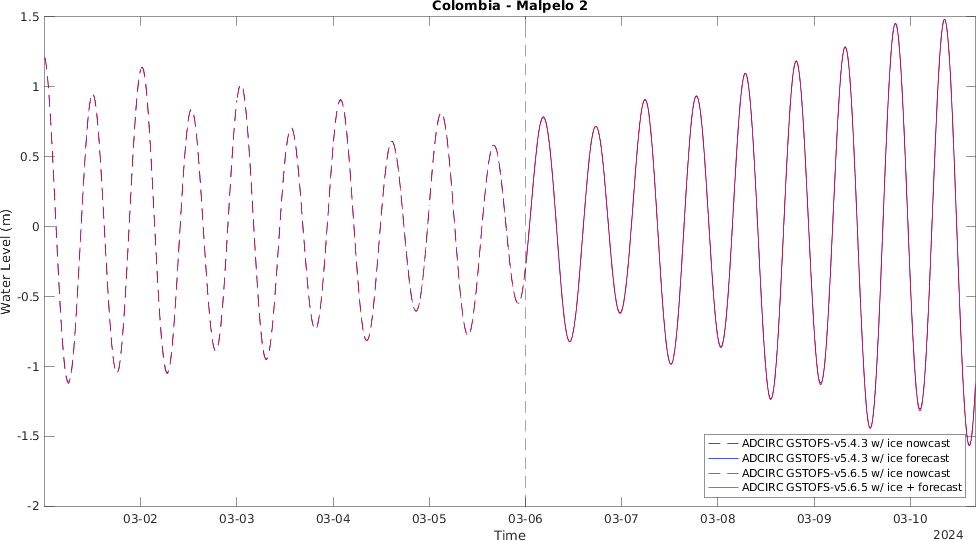 Colombia - Malpelo 2
1.5
1
0.5
0
-0.5
-1
-1.5
-2
Water Level (m)
ADCIRC GSTOFS-v5.4.3 w/ ice nowcast
ADCIRC GSTOFS-v5.4.3 w/ ice forecast
ADCIRC GSTOFS-v5.6.5 w/ ice nowcast
ADCIRC GSTOFS-v5.6.5 w/ ice + forecast
03-02 03-03 03-04 03-05 03-06 03-07 03-08 03-09 03-10
Time
2024